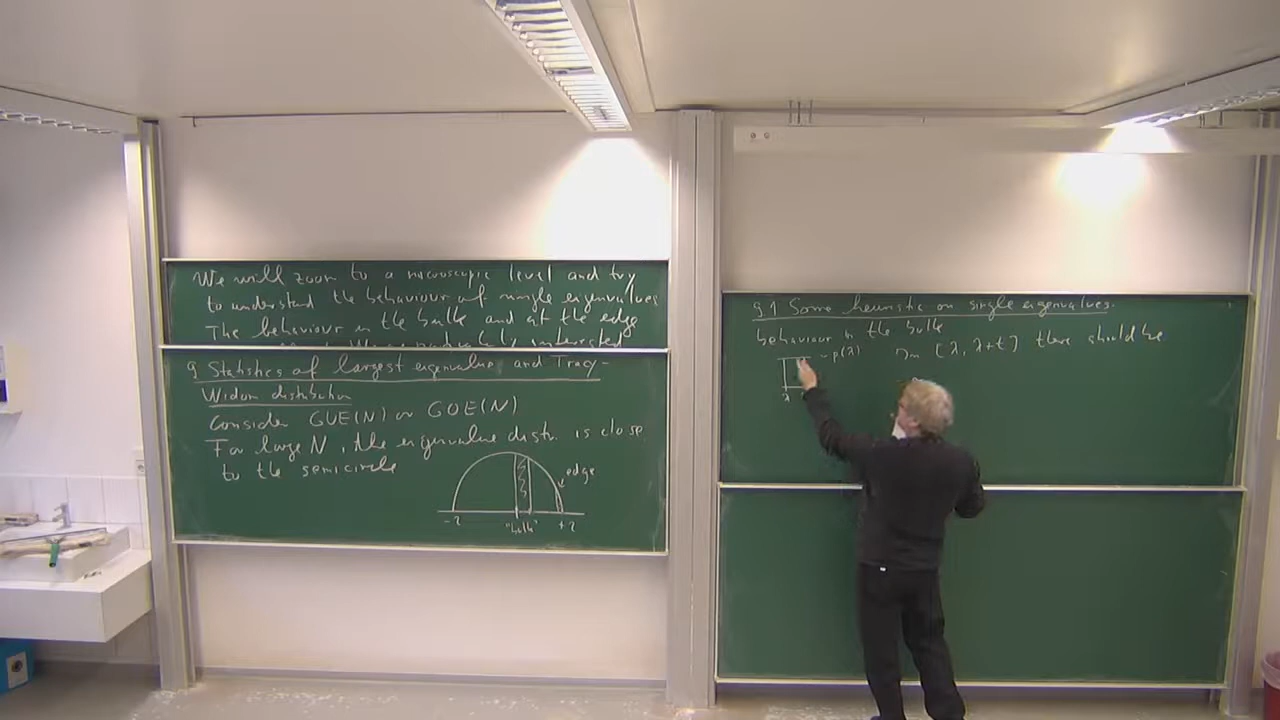 We will zoom to a microscopic level and try
to understand the behaviour of single eigenvalues
The behaviour in the bulk and at the edge
interested
§ Statistics of largest eigenvalue and Tracy-
Widom distribution
Consider GUE(N) or GOE(N)
For large N, the eigenvalue distr. is close
to the semicircle
edge
-2 "bulk" +2
§1 Some heuristic on single eigenvalues.
behaviour in the bulk
~p(λ) In [λ, λ+t] there should be
λ